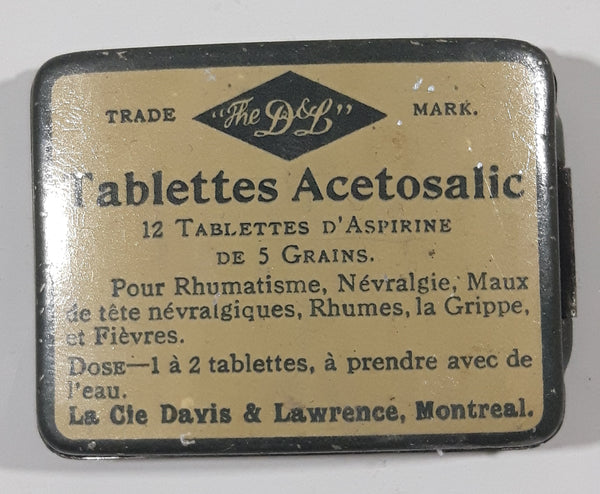 TRADE "The D&L" MARK.
Tablettes Acetosalic
12 TABLETTES D'ASPIRINE
DE 5 GRAINS.
Pour Rhumatisme, Névralgie, Maux
de tête névralgiques, Rhumes, la Grippe,
et Fièvres.
DOSE—1 à 2 tablettes, à prendre avec de
l'eau.
La Cie Davis & Lawrence, Montreal.